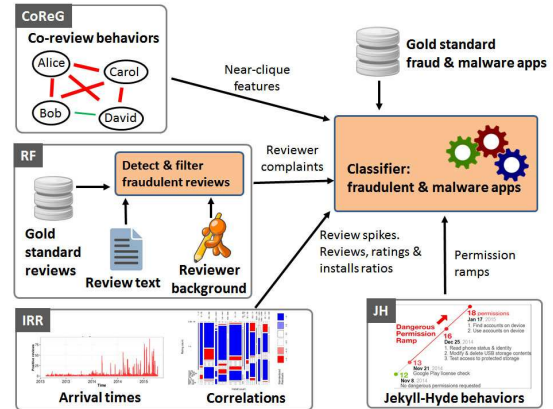 CoReG
Co-review behaviors
Alice
Carol
Bob
David
Near-clique
features
Gold standard
fraud & malware apps
RF
Detect & filter
fraudulent reviews
Gold
standard
reviews
Review text
Reviewer
background
Reviewer
complaints
Classifier:
fraudulent & malware apps
Review spikes.
Reviews, ratings &
installs ratios
Permission
ramps
IRR
Time
Arrival times
Correlations
JH
18 permissions
Jan 17 2015
1. Find accounts on device
2. Use accounts on device
Dangerous
Permission
Ramp
16
Dec 25 2014
1. Read phone status & identity
2. Modify & delete USB storage contents
3. Test access to protected storage
13
Nov 21 2014
Google Play license check
12
Nov 8 2014
No dangerous permissions requested
Jekyll-Hyde behaviors